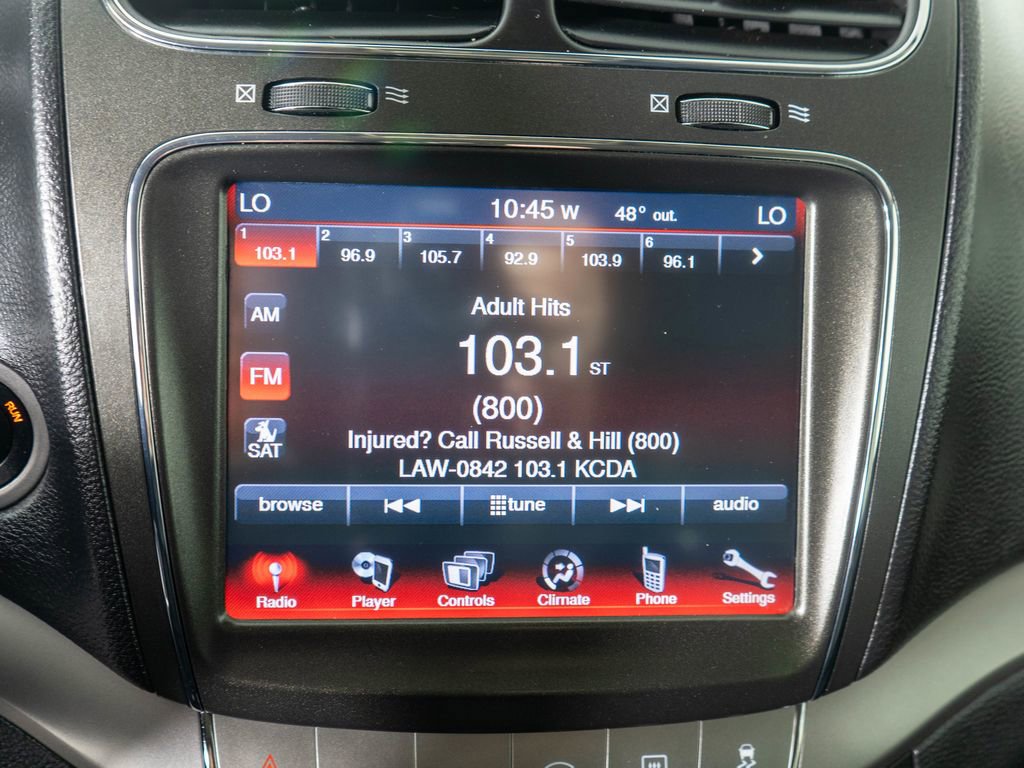 LO 10:45 W 48° out. LO
1 2 3 4 5 6
103.1 96.9 105.7 92.9 103.9 96.1
Adult Hits
AM
103.1 ST
FM
(800)
Injured? Call Russell & Hill (800)
SAT
LAW-0842 103.1 KCDA
browse tune audio
Radio Player Controls Climate Phone Settings
RUN